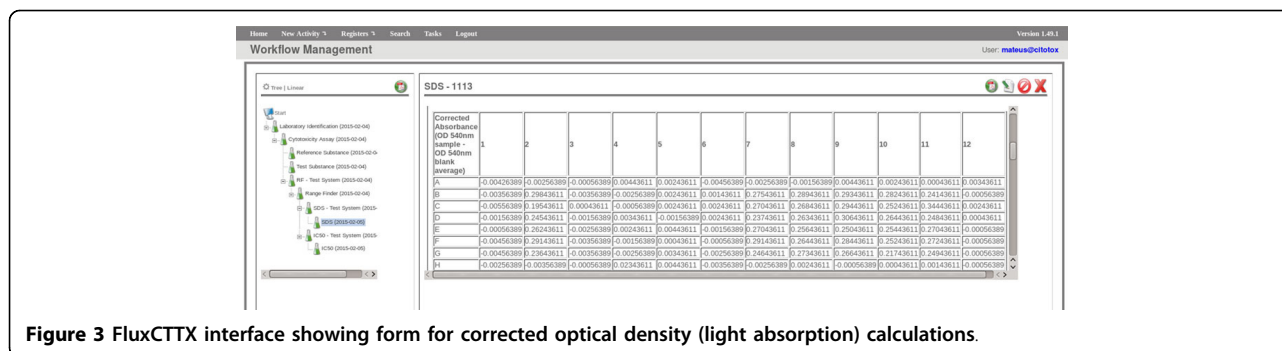 Home New Activity Registers Search Tasks Logout Version 1.49.1
Workflow Management User: mateus@citotox
Tree | Linear
Start
Laboratory Identification (2015-02-04)
Cytotoxicity Assay (2015-02-04)
Reference Substance (2015-02-0
Test Substance (2015-02-04)
RF - Test System (2015-02-04)
Range Finder (2015-02-04)
SDS - Test System (2015-
SDS (2015-02-05)
IC50 - Test System (2015-
IC50 (2015-02-05)
SDS - 1113
Corrected Absorbance (OD 540nm sample - OD 540nm blank average) 1 2 3 4 5 6 7 8 9 10 11 12
A -0.00426389 -0.00256389 -0.00056389 0.00443611 0.00243611 -0.00456389 -0.00256389 -0.00156389 0.00443611 0.00243611 0.00043611 0.00343611
B -0.00356389 0.29843611 -0.00356389 -0.00256389 0.00243611 0.00143611 0.27543611 0.28943611 0.29343611 0.28243611 0.24143611 -0.00056389
C -0.00556389 0.19543611 0.00043611 -0.00056389 0.00243611 0.00243611 0.27043611 0.26843611 0.29443611 0.25243611 0.34443611 0.00243611
D -0.00156389 0.24543611 -0.00156389 0.00343611 -0.00156389 0.00243611 0.23743611 0.26343611 0.30643611 0.26443611 0.24843611 0.00043611
E -0.00056389 0.26243611 -0.00256389 0.00243611 0.00443611 -0.00156389 0.27043611 0.25643611 0.25043611 0.25443611 0.27043611 -0.00056389
F -0.00456389 0.29143611 -0.00356389 -0.00156389 0.00043611 -0.00056389 0.29143611 0.26443611 0.28443611 0.25243611 0.27243611 -0.00056389
G -0.00456389 0.23643611 -0.00356389 -0.00256389 0.00343611 -0.00256389 0.24643611 0.27343611 0.26643611 0.21743611 0.24943611 -0.00056389
H -0.00256389 -0.00356389 -0.00056389 0.02343611 0.00443611 -0.00356389 -0.00256389 0.00243611 -0.00056389 0.00043611 0.00143611 -0.00056389
Figure 3 FluxCTTX interface showing form for corrected optical density (light absorption) calculations.